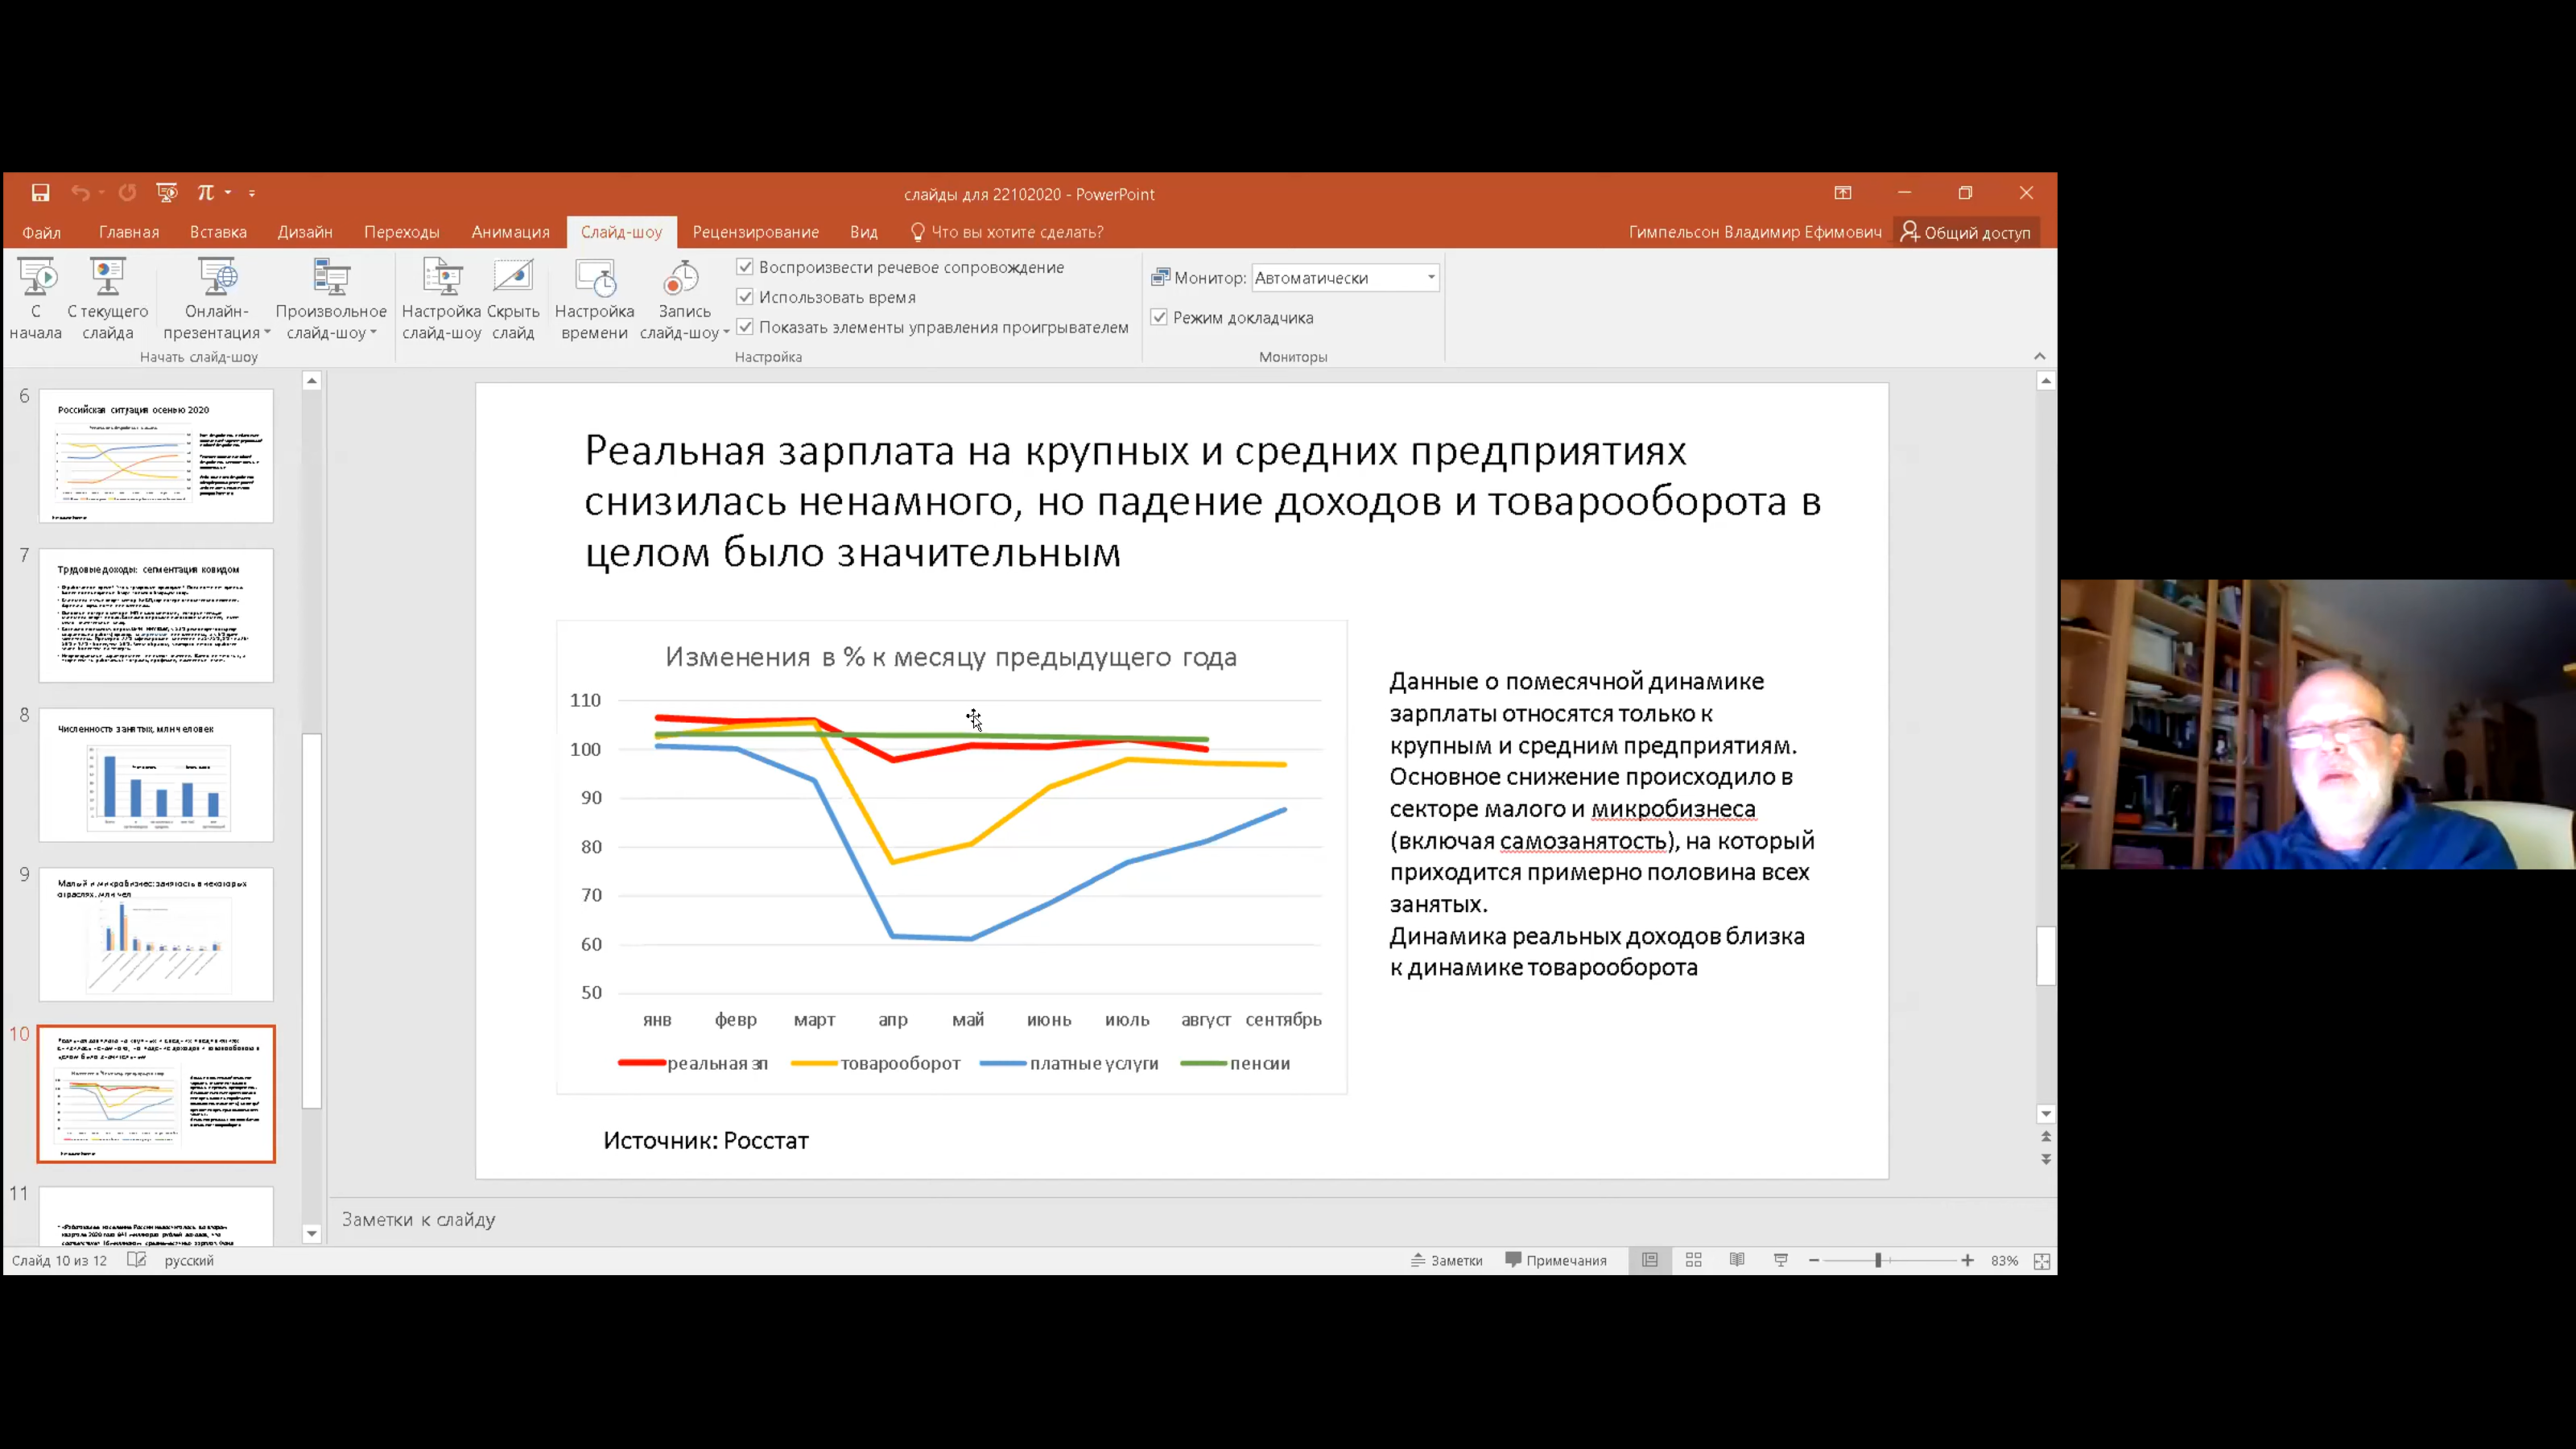 слайды для 22102020 - PowerPoint
Файл Главная Вставка Дизайн Переходы Анимация Слайд-шоу Рецензирование Вид Что вы хотите сделать? Гимпельсон Владимир Ефимович Общий доступ
С начала
С текущего слайда
Онлайн-презентация
Произвольное слайд-шоу
Начать слайд-шоу
Настройка слайд-шоу
Скрыть слайд
Настройка времени
Запись слайд-шоу
Воспроизвести речевое сопровождение
Использовать время
Показать элементы управления проигрывателем
Настройка
Монитор: Автоматически
Режим докладчика
Мониторы
6
Российская ситуация осенью 2020
7
Трудовые доходы: сегментация ковидом
8
Численность занятых, млн человек
9
Малый и микробизнес: занятость в некоторых
отраслях, млн чел
10
11
Реальная зарплата на крупных и средних предприятиях
снизилась ненамного, но падение доходов и товарооборота в
целом было значительным
Изменения в % к месяцу предыдущего года
110
100
90
80
70
60
50
янв февр март апр май июнь июль август сентябрь
реальная зп товарооборот платные услуги пенсии
Данные о помесячной динамике
зарплаты относятся только к
крупным и средним предприятиям.
Основное снижение происходило в
секторе малого и микробизнеса
(включая самозанятость), на который
приходится примерно половина всех
занятых.
Динамика реальных доходов близка
к динамике товарооборота
Источник: Росстат
Заметки к слайду
Слайд 10 из 12 русский Заметки Примечания 83%